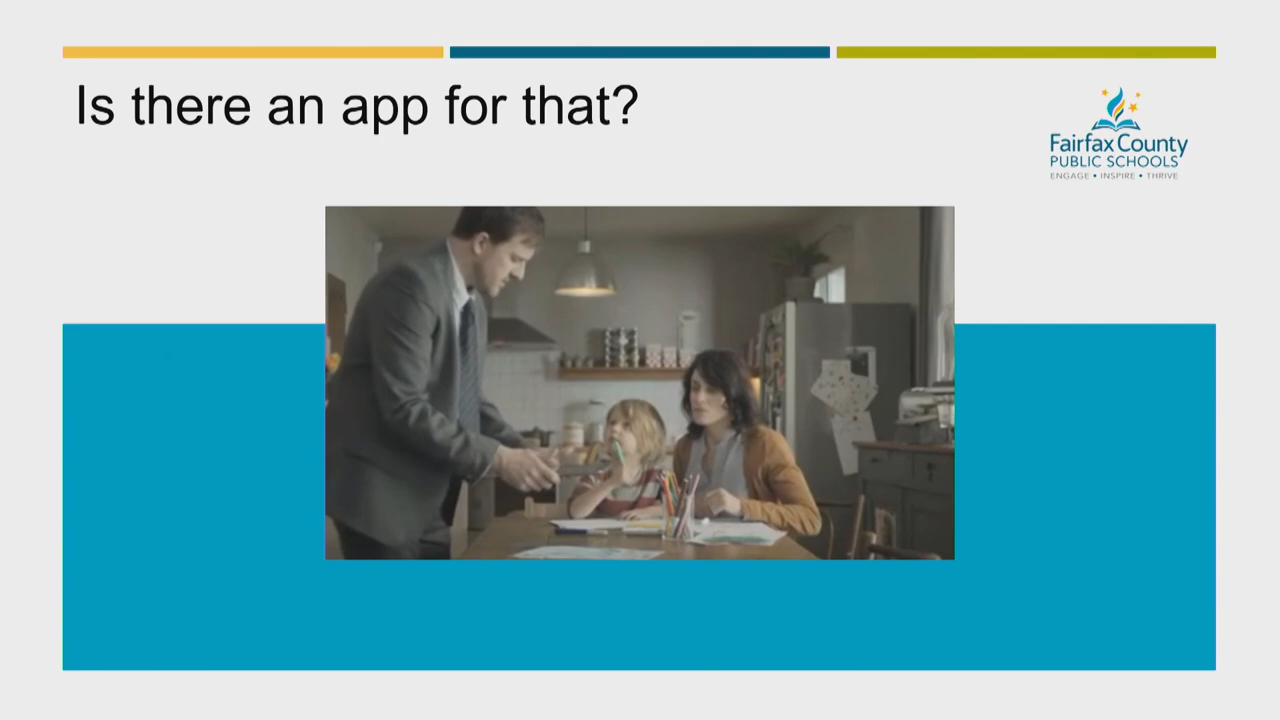 Is there an app for that?
Fairfax County
PUBLIC SCHOOLS
ENGAGE • INSPIRE • THRIVE